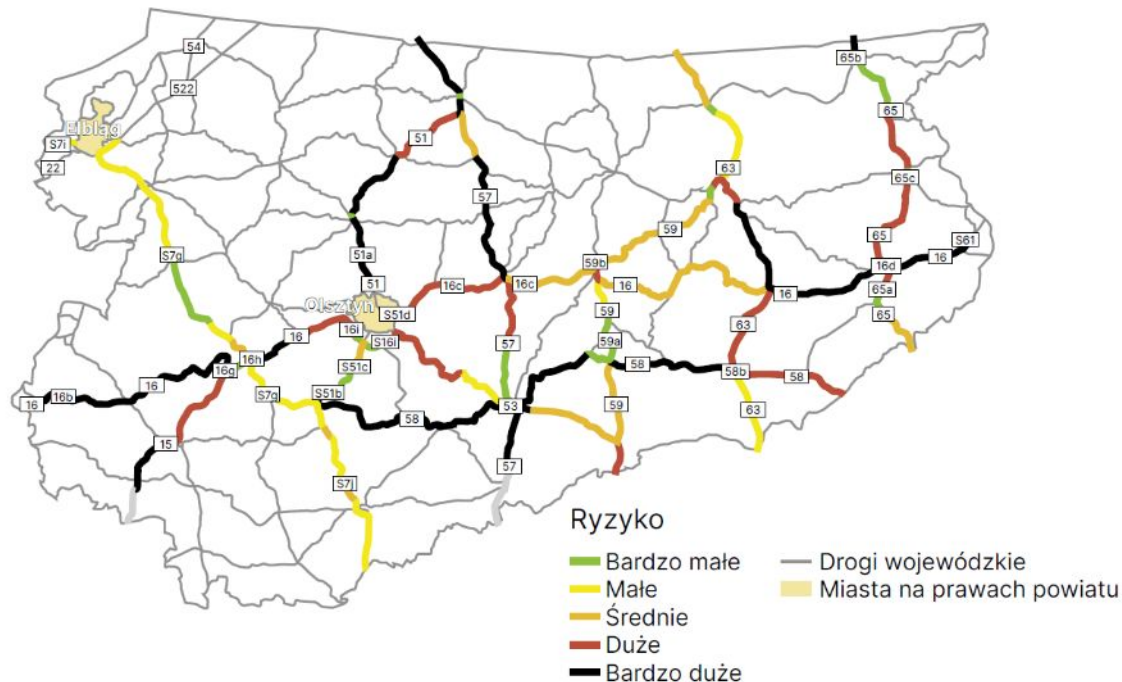 54
65b
522
65
51
Elbląg
S7i
63
22
65c
57
59
65
S61
S7g
51a
59b
16d
16
16c
16c
51
16
65a
16
59
S51d
Olsztyn
16i
65
16
63
S16i
57
59a
16h
58
16g
S51c
58b
58
16
S7g
S51b
16
16b
53
59
63
58
15
57
S7j
Ryzyko
Bardzo małe
Drogi wojewódzkie
Małe
Miasta na prawach powiatu
Średnie
Duże
Bardzo duże